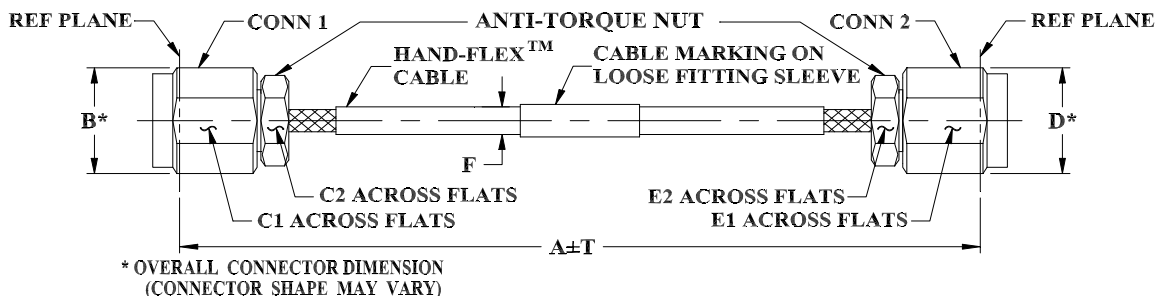 REF PLANE
CONN 1
ANTI-TORQUE NUT
CONN 2
REF PLANE
HAND-FLEX™
CABLE
CABLE MARKING ON
LOOSE FITTING SLEEVE
B*
D*
F
C2 ACROSS FLATS
C1 ACROSS FLATS
E2 ACROSS FLATS
E1 ACROSS FLATS
A±T
* OVERALL CONNECTOR DIMENSION
(CONNECTOR SHAPE MAY VARY)